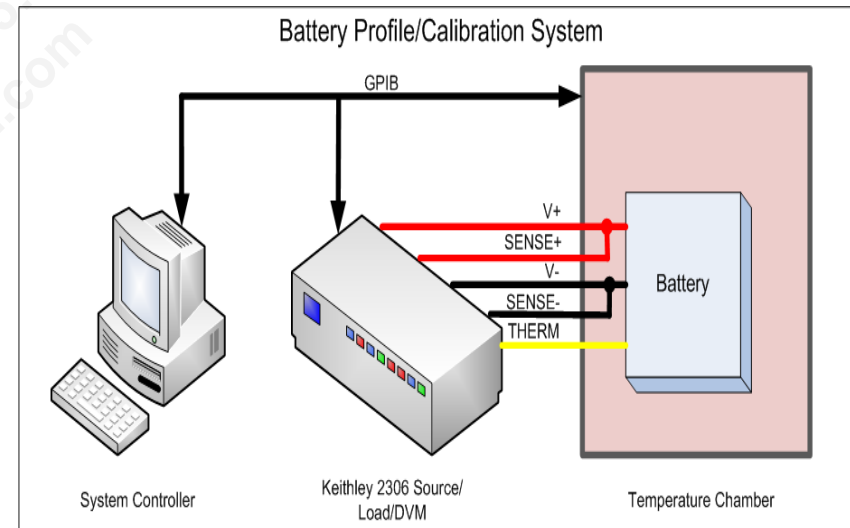 Battery Profile/Calibration System
GPIB
V+
SENSE+
V-
SENSE-
THERM
Battery
System Controller
Keithley 2306 Source/
Load/DVM
Temperature Chamber